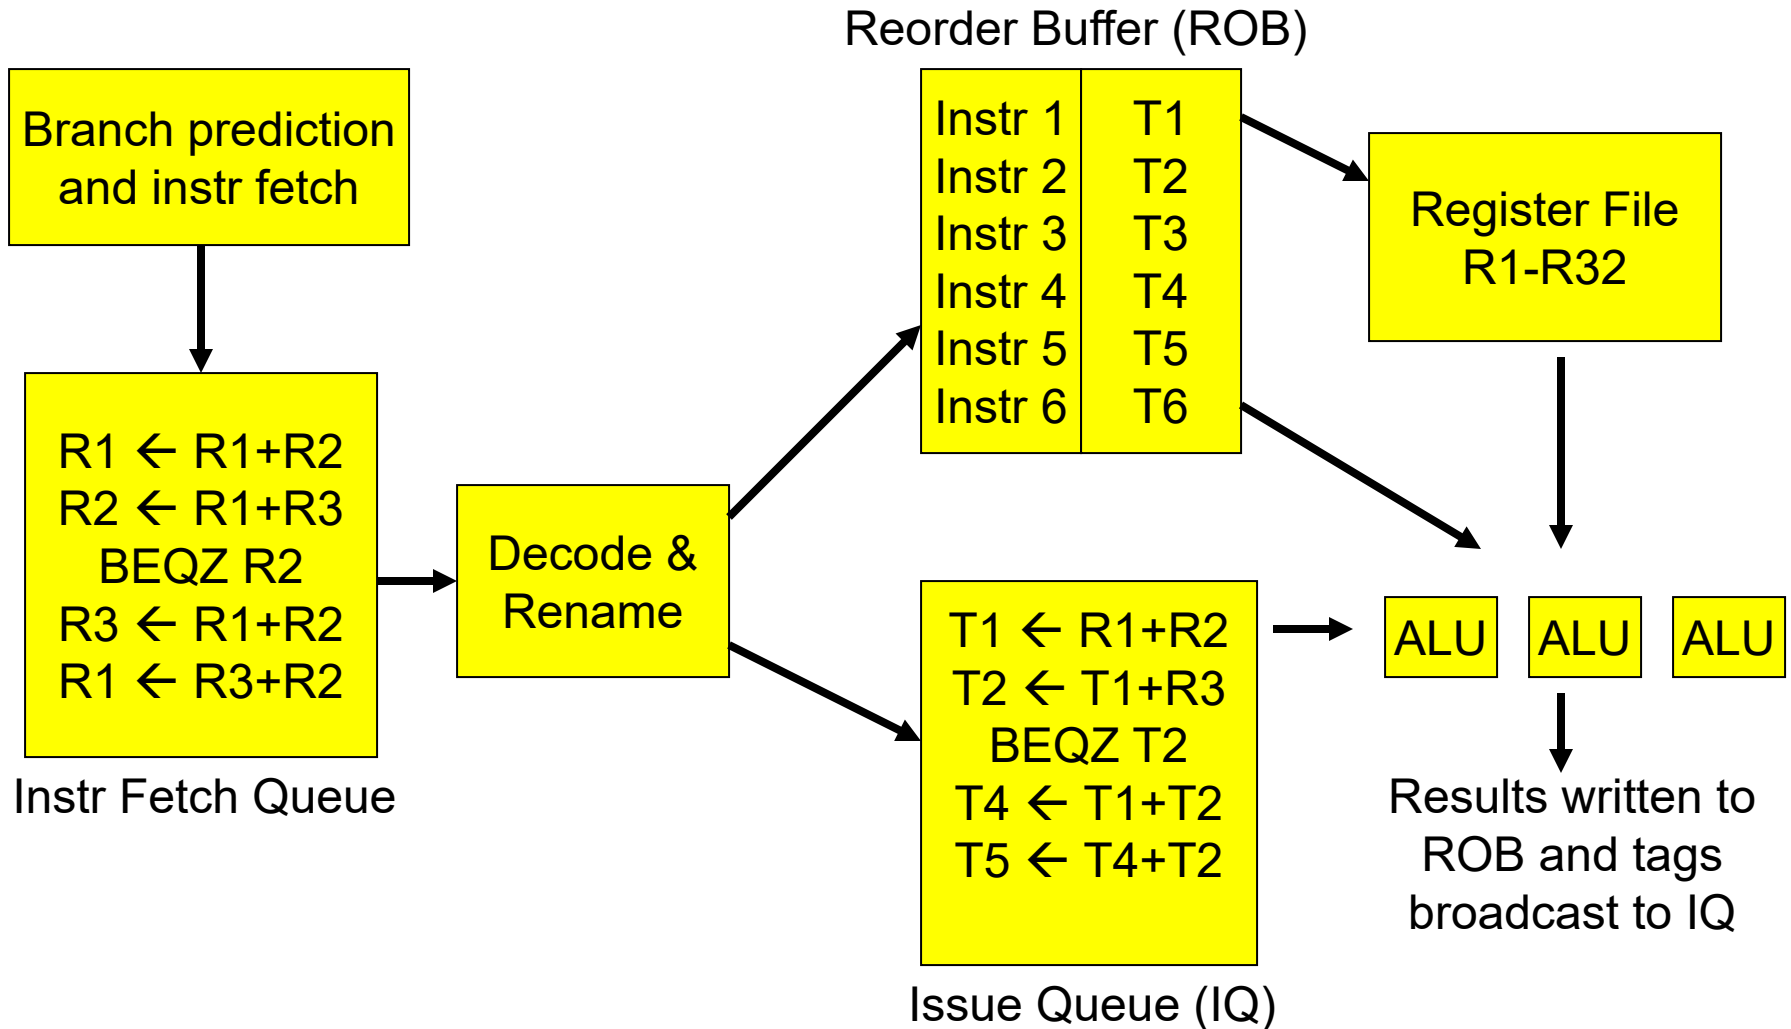 Reorder Buffer (ROB)
Branch prediction
and instr fetch
Instr 1 T1
Instr 2 T2
Instr 3 T3
Instr 4 T4
Instr 5 T5
Instr 6 T6
Register File
R1-R32
R1 ← R1+R2
R2 ← R1+R3
BEQZ R2
R3 ← R1+R2
R1 ← R3+R2
Instr Fetch Queue
Decode &
Rename
T1 ← R1+R2
T2 ← T1+R3
BEQZ T2
T4 ← T1+T2
T5 ← T4+T2
Issue Queue (IQ)
ALU ALU ALU
Results written to
ROB and tags
broadcast to IQ